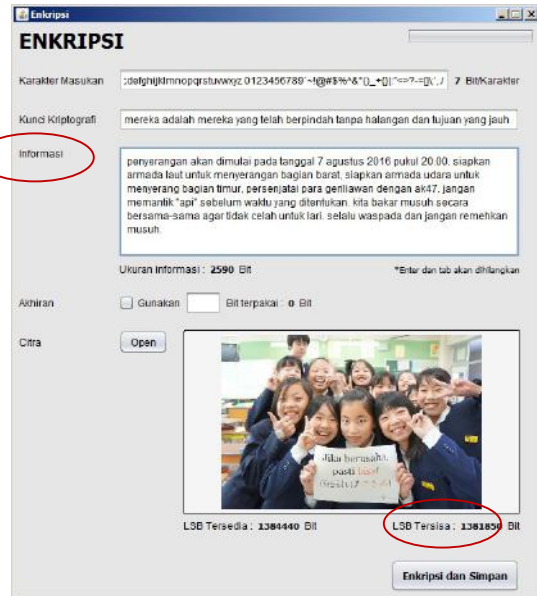 Enkripsi
ENKRIPSI
Karakter Masukan
:defghijklmnopqrstuvwxyz 0123456789`~!@#$%^&*()_+{}|:"<>?-=[]\',./ 7 Bit/Karakter
Kunci Kriptografi
mereka adalah mereka yang telah berpindah tanpa halangan dan tujuan yang jauh
Informasi
penyerangan akan dimulai pada tanggal 7 agustus 2016 pukul 20.00. siapkan
armada laut untuk menyerangan bagian barat, siapkan armada udara untuk
menyerang bagian timur, persenjatai para geriliawan dengan ak47. jangan
memantik "api" sebelum waktu yang ditentukan. kita bakar musuh secara
bersama-sama agar tidak celah untuk lari. selalu waspada dan jangan remehkan
musuh.
Ukuran informasi : 2590 Bit
*Enter dan tab akan dihilangkan
Akhiran
Gunakan
Bit terpakai : 0 Bit
Citra
Open
Jika berusaha,
pasti bisa!
LSB Tersedia : 1384440 Bit
LSB Tersisa : 1381850 Bit
Enkripsi dan Simpan